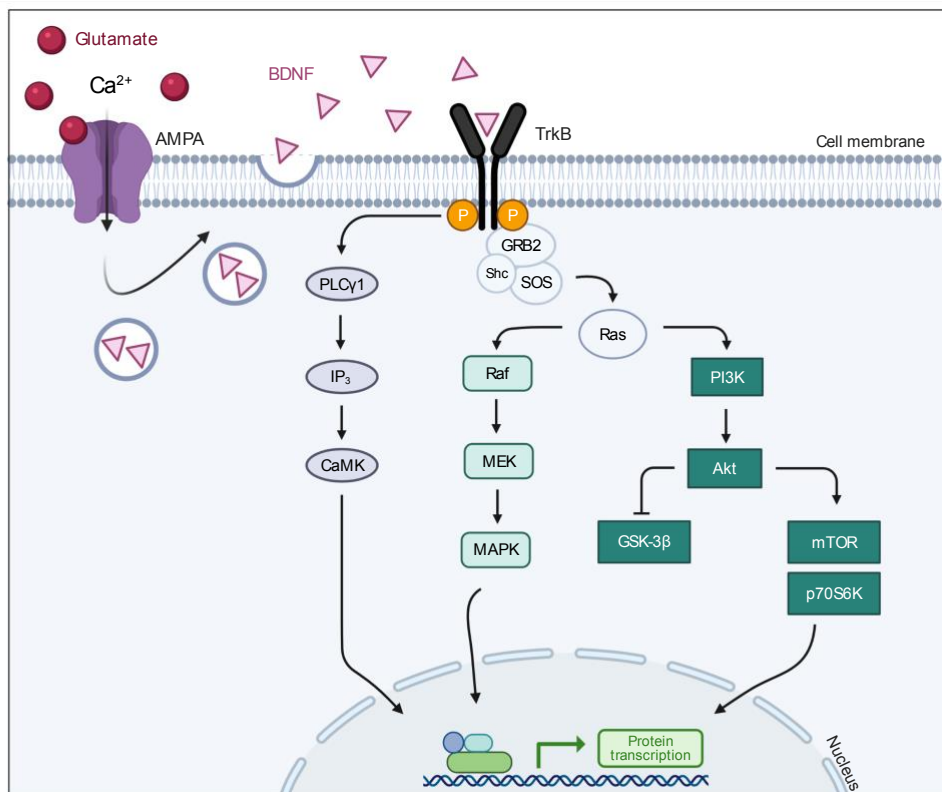 Glutamate
Ca²⁺
BDNF
AMPA
TrkB
Cell membrane
P
P
GRB2
Shc
SOS
PLCγ1
Ras
IP₃
Raf
PI3K
CaMK
MEK
Akt
MAPK
GSK-3β
mTOR
p70S6K
Protein
transcription
Nucleus